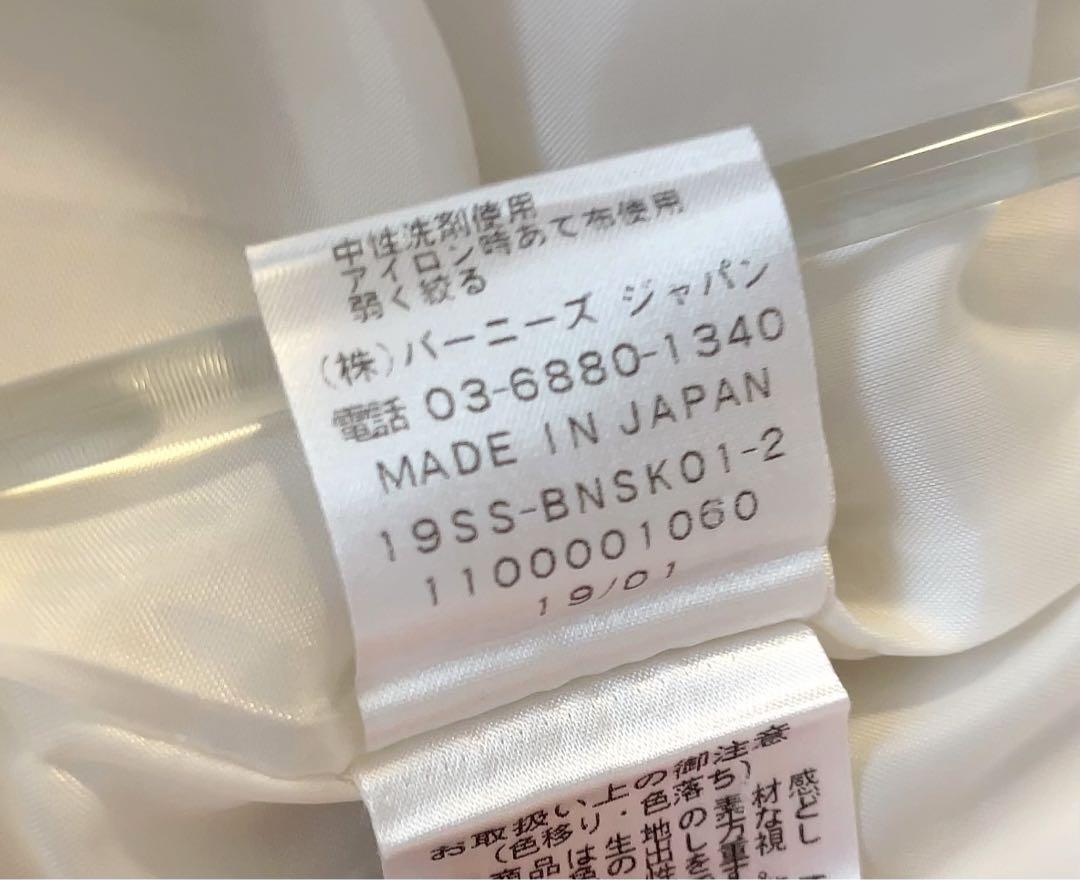 中性洗剤使用
アイロン時あて布使用
弱く絞る
(株)バーニーズ ジャパン
電話 03-6880-1340
MADE IN JAPAN
19SS-BNSK01-2
1100001060
19/01
お取扱い上の御注意
(色移り・色落ち)